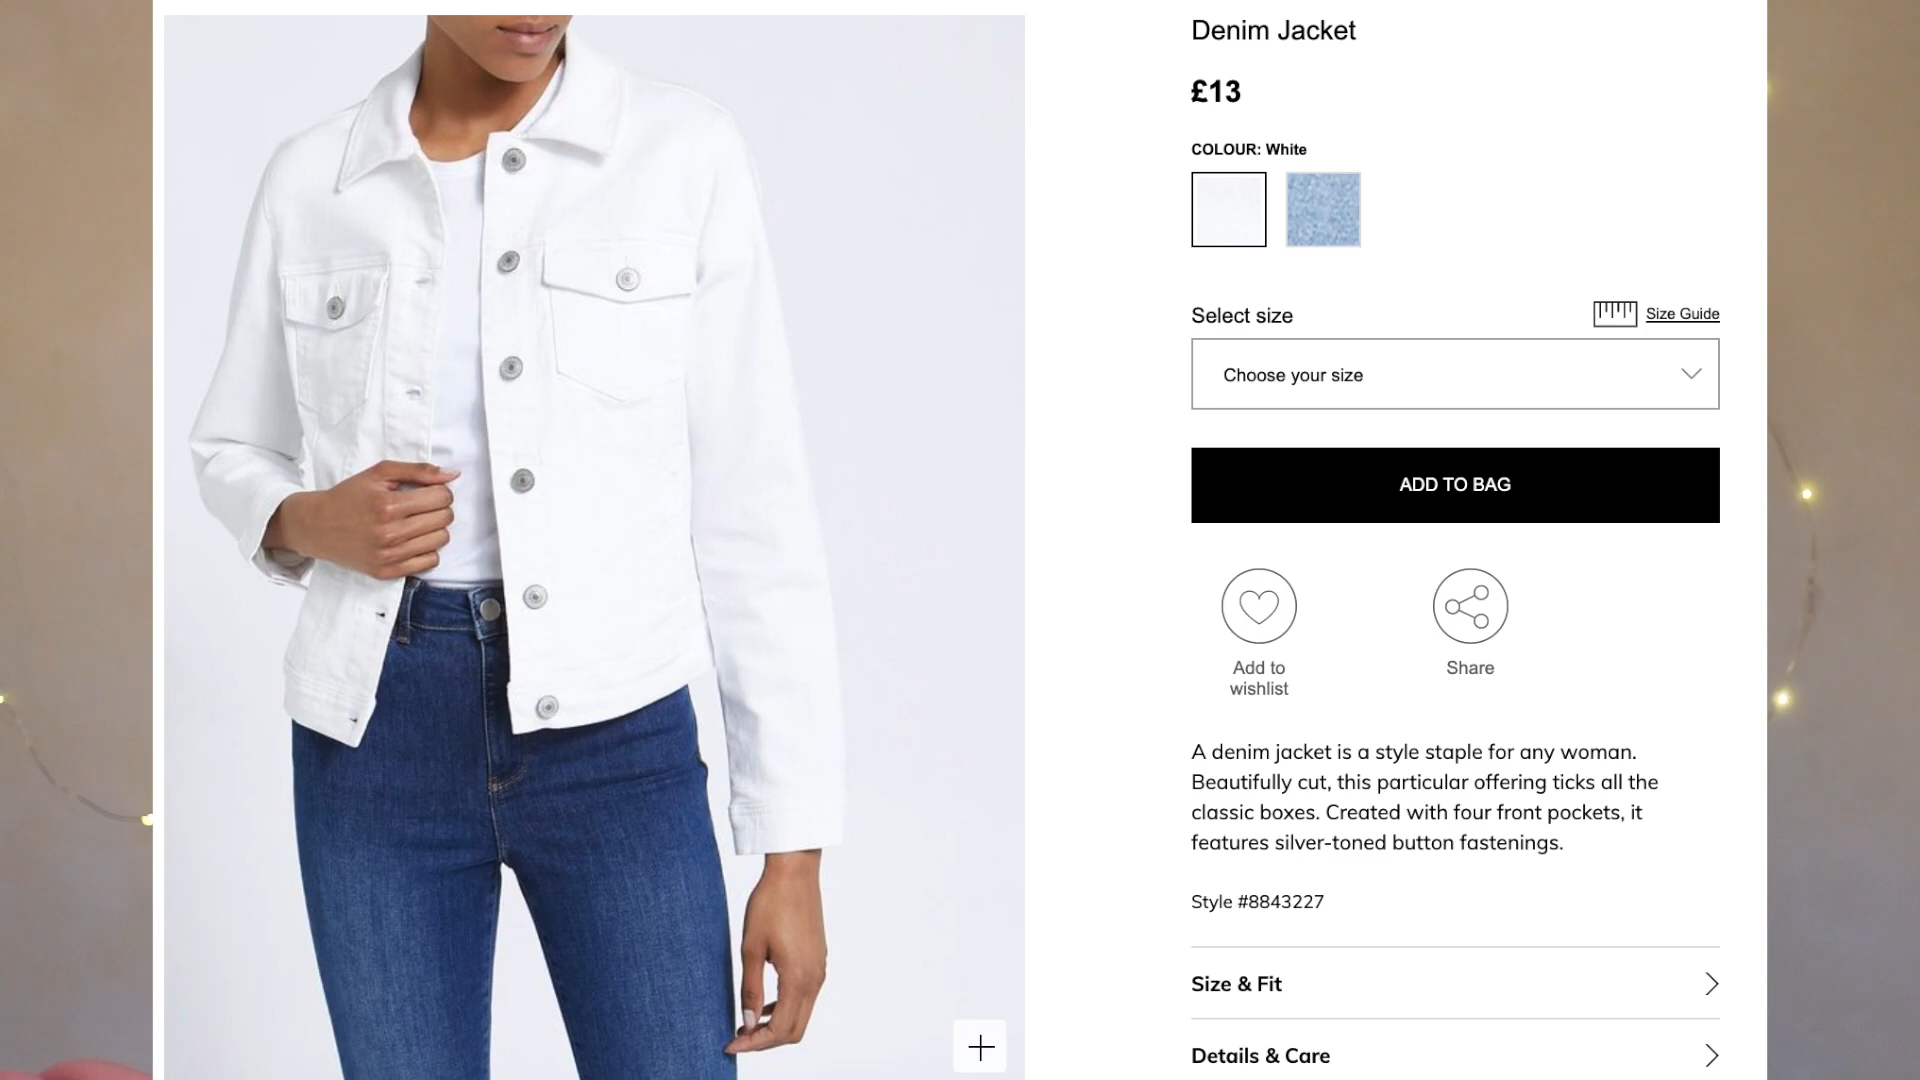 Denim Jacket
£13
COLOUR: White
Select size
Size Guide
Choose your size
ADD TO BAG
Add to
wishlist
Share
A denim jacket is a style staple for any woman.
Beautifully cut, this particular offering ticks all the
classic boxes. Created with four front pockets, it
features silver-toned button fastenings.
Style #8843227
Size & Fit
Details & Care